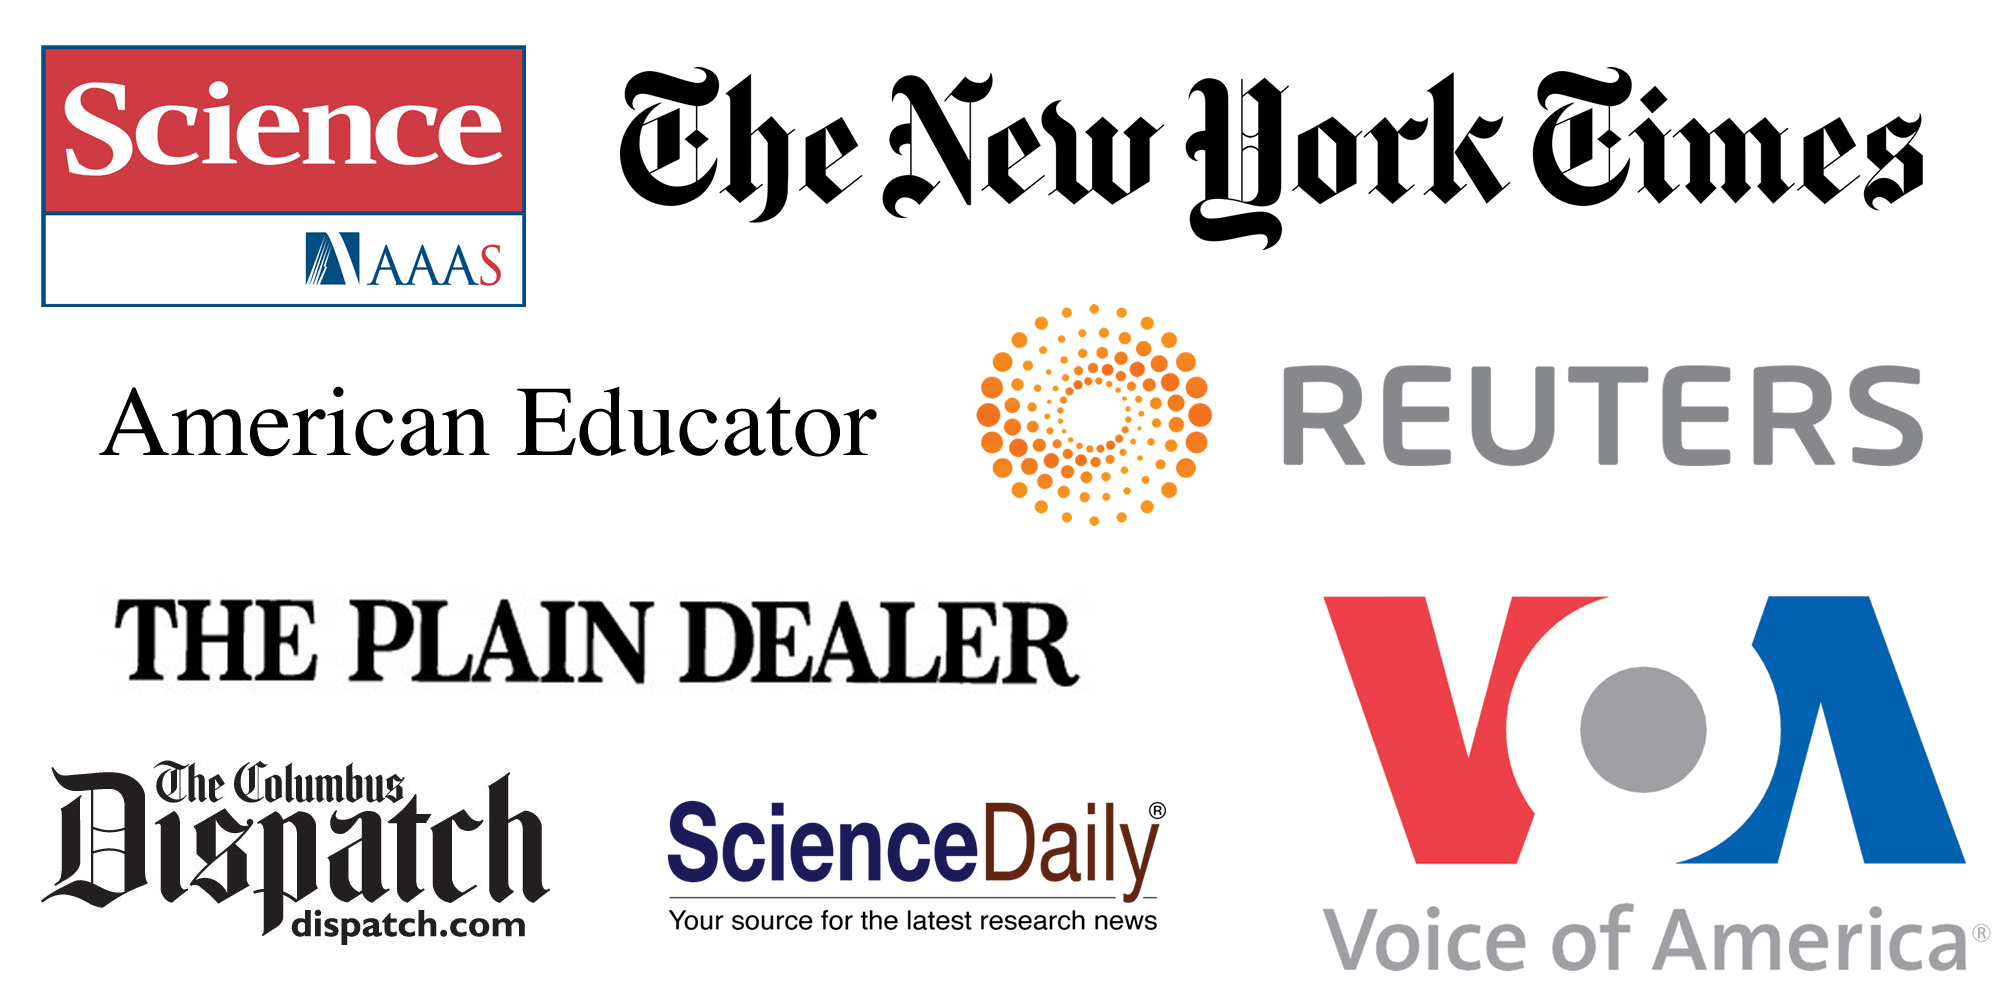 Science
AAAS
The New York Times
American Educator
REUTERS
THE PLAIN DEALER
VOA
Voice of America®
The Columbus
Dispatch
dispatch.com
ScienceDaily®
Your source for the latest research news